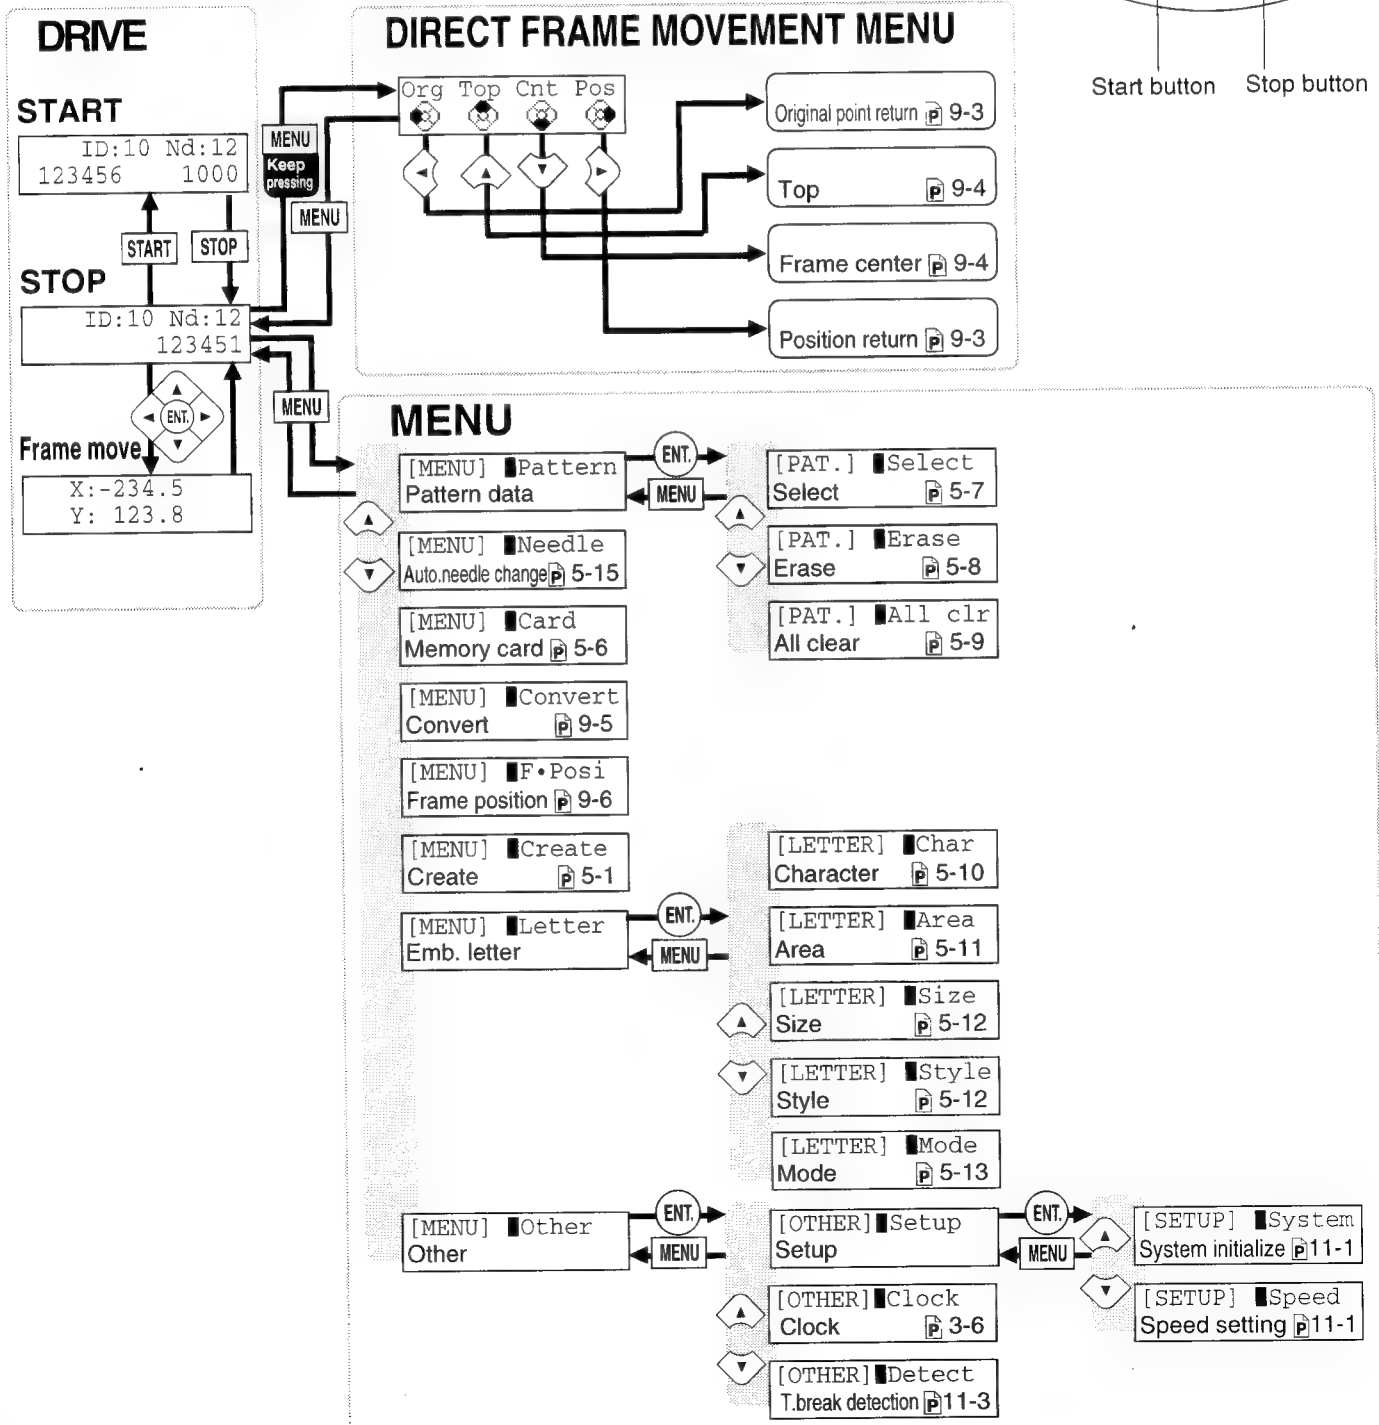 Start button
Stop button
DRIVE
START
ID:10 Nd:12
123456 1000
START
STOP
STOP
ID:10 Nd:12
123451
ENT.
Frame move
X:-234.5
Y: 123.8
MENU
Keep
pressing
MENU
MENU
DIRECT FRAME MOVEMENT MENU
Org Top Cnt Pos
Original point return P 9-3
Top P 9-4
Frame center P 9-4
Position return P 9-3
MENU
[MENU] Pattern
Pattern data
ENT.
MENU
[PAT.] Select
Select P 5-7
[PAT.] Erase
Erase P 5-8
[PAT.] All clr
All clear P 5-9
[MENU] Needle
Auto.needle change P 5-15
[MENU] Card
Memory card P 5-6
[MENU] Convert
Convert P 9-5
[MENU] F•Posi
Frame position P 9-6
[MENU] Create
Create P 5-1
[MENU] Letter
Emb. letter
ENT.
MENU
[LETTER] Char
Character P 5-10
[LETTER] Area
Area P 5-11
[LETTER] Size
Size P 5-12
[LETTER] Style
Style P 5-12
[LETTER] Mode
Mode P 5-13
[MENU] Other
Other
ENT.
MENU
[OTHER] Setup
Setup
ENT.
MENU
[SETUP] System
System initialize P 11-1
[SETUP] Speed
Speed setting P 11-1
[OTHER] Clock
Clock P 3-6
[OTHER] Detect
T.break detection P 11-3